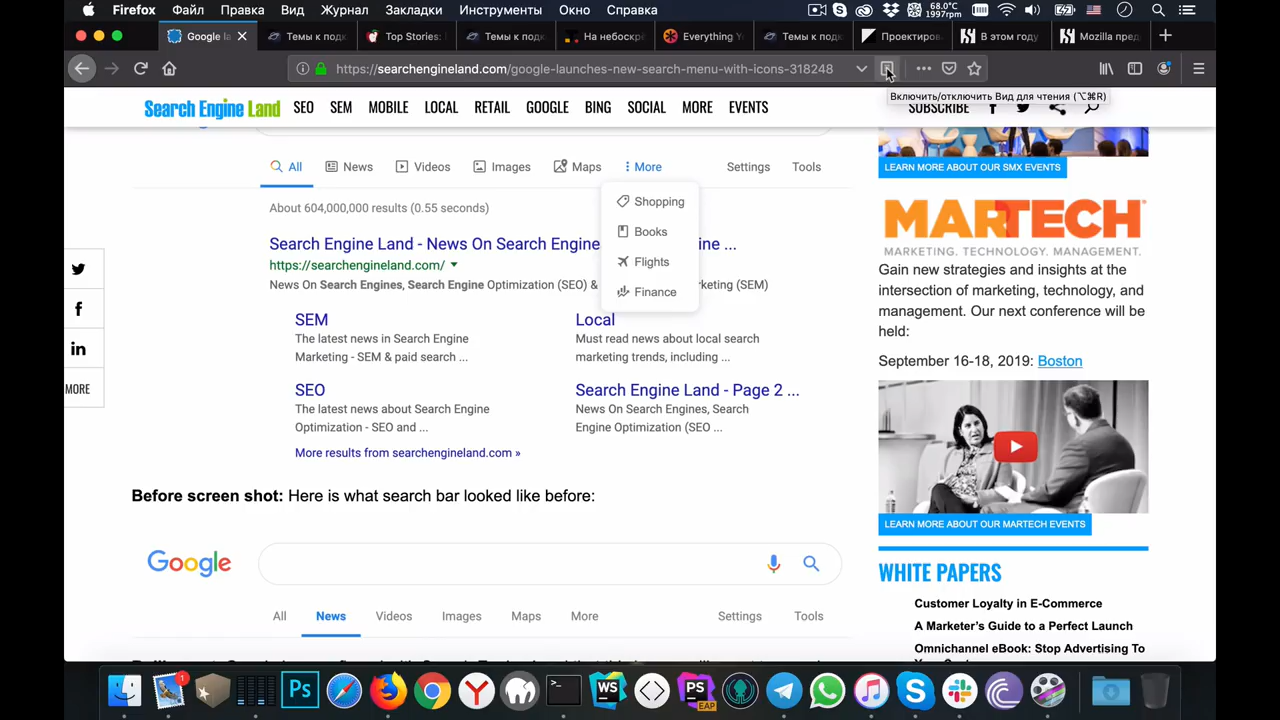 Firefox Файл Правка Вид Журнал Закладки Инструменты Окно Справка 68.0°C 1997rpm
Google la Темы к подк Top Stories: Темы к подк На небоскр Everything Yo Темы к подк Проектиров В этом году Mozilla пред
https://searchengineland.com/google-launches-new-search-menu-with-icons-318248
Включить/отключить Вид для чтения (⌥⌘R)
Search Engine Land SEO SEM MOBILE LOCAL RETAIL GOOGLE BING SOCIAL MORE EVENTS SUBSCRIBE
All News Videos Images Maps More Settings Tools
Shopping
Books
Flights
Finance
About 604,000,000 results (0.55 seconds)
Search Engine Land - News On Search Engine ne ...
https://searchengineland.com/
News On Search Engines, Search Engine Optimization (SEO) & keting (SEM)
SEM
The latest news in Search Engine
Marketing - SEM & paid search ...
Local
Must read news about local search
marketing trends, including ...
SEO
The latest news about Search Engine
Optimization - SEO and ...
Search Engine Land - Page 2 ...
News On Search Engines, Search
Engine Optimization (SEO ...
More results from searchengineland.com »
MORE
Before screen shot: Here is what search bar looked like before:
Google
All News Videos Images Maps More Settings Tools
LEARN MORE ABOUT OUR SMX EVENTS
MARTECH
MARKETING. TECHNOLOGY. MANAGEMENT.
Gain new strategies and insights at the
intersection of marketing, technology, and
management. Our next conference will be
held:
September 16-18, 2019: Boston
LEARN MORE ABOUT OUR MARTECH EVENTS
WHITE PAPERS
Customer Loyalty in E-Commerce
A Marketer's Guide to a Perfect Launch
Omnichannel eBook: Stop Advertising To
1
Ps
WS
PS
EAP